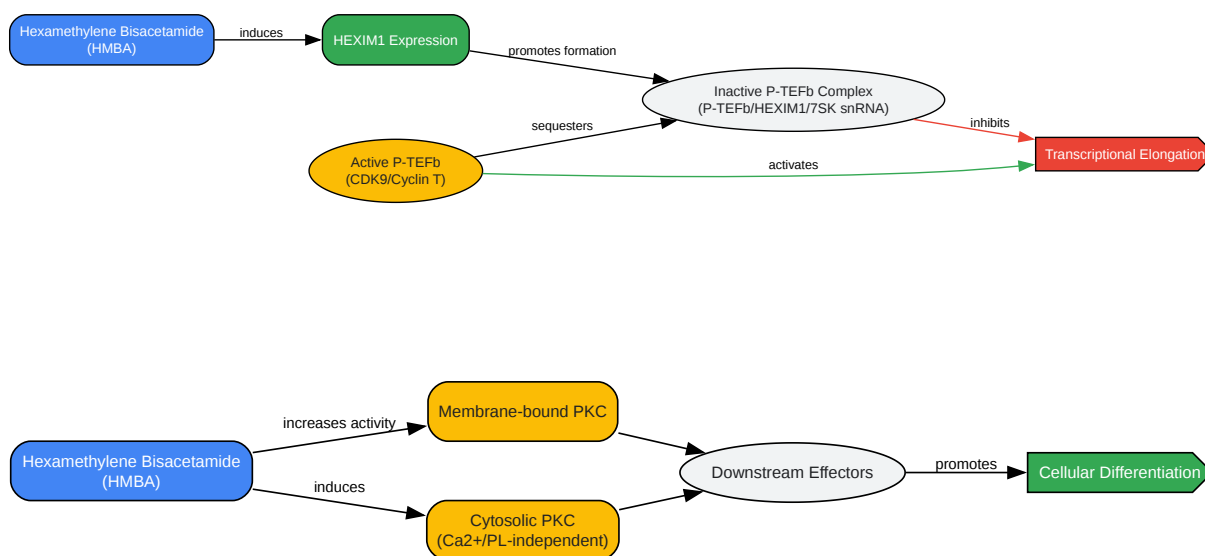 Hexamethylene Bisacetamide
(HMBA)
induces
HEXIM1 Expression
promotes formation
Inactive P-TEFb Complex
(P-TEFb/HEXIM1/7SK snRNA)
sequesters
inhibits
Active P-TEFb
(CDK9/Cyclin T)
activates
Transcriptional Elongation
Hexamethylene Bisacetamide
(HMBA)
increases activity
Membrane-bound PKC
induces
Cytosolic PKC
(Ca2+/PL-independent)
Downstream Effectors
promotes
Cellular Differentiation